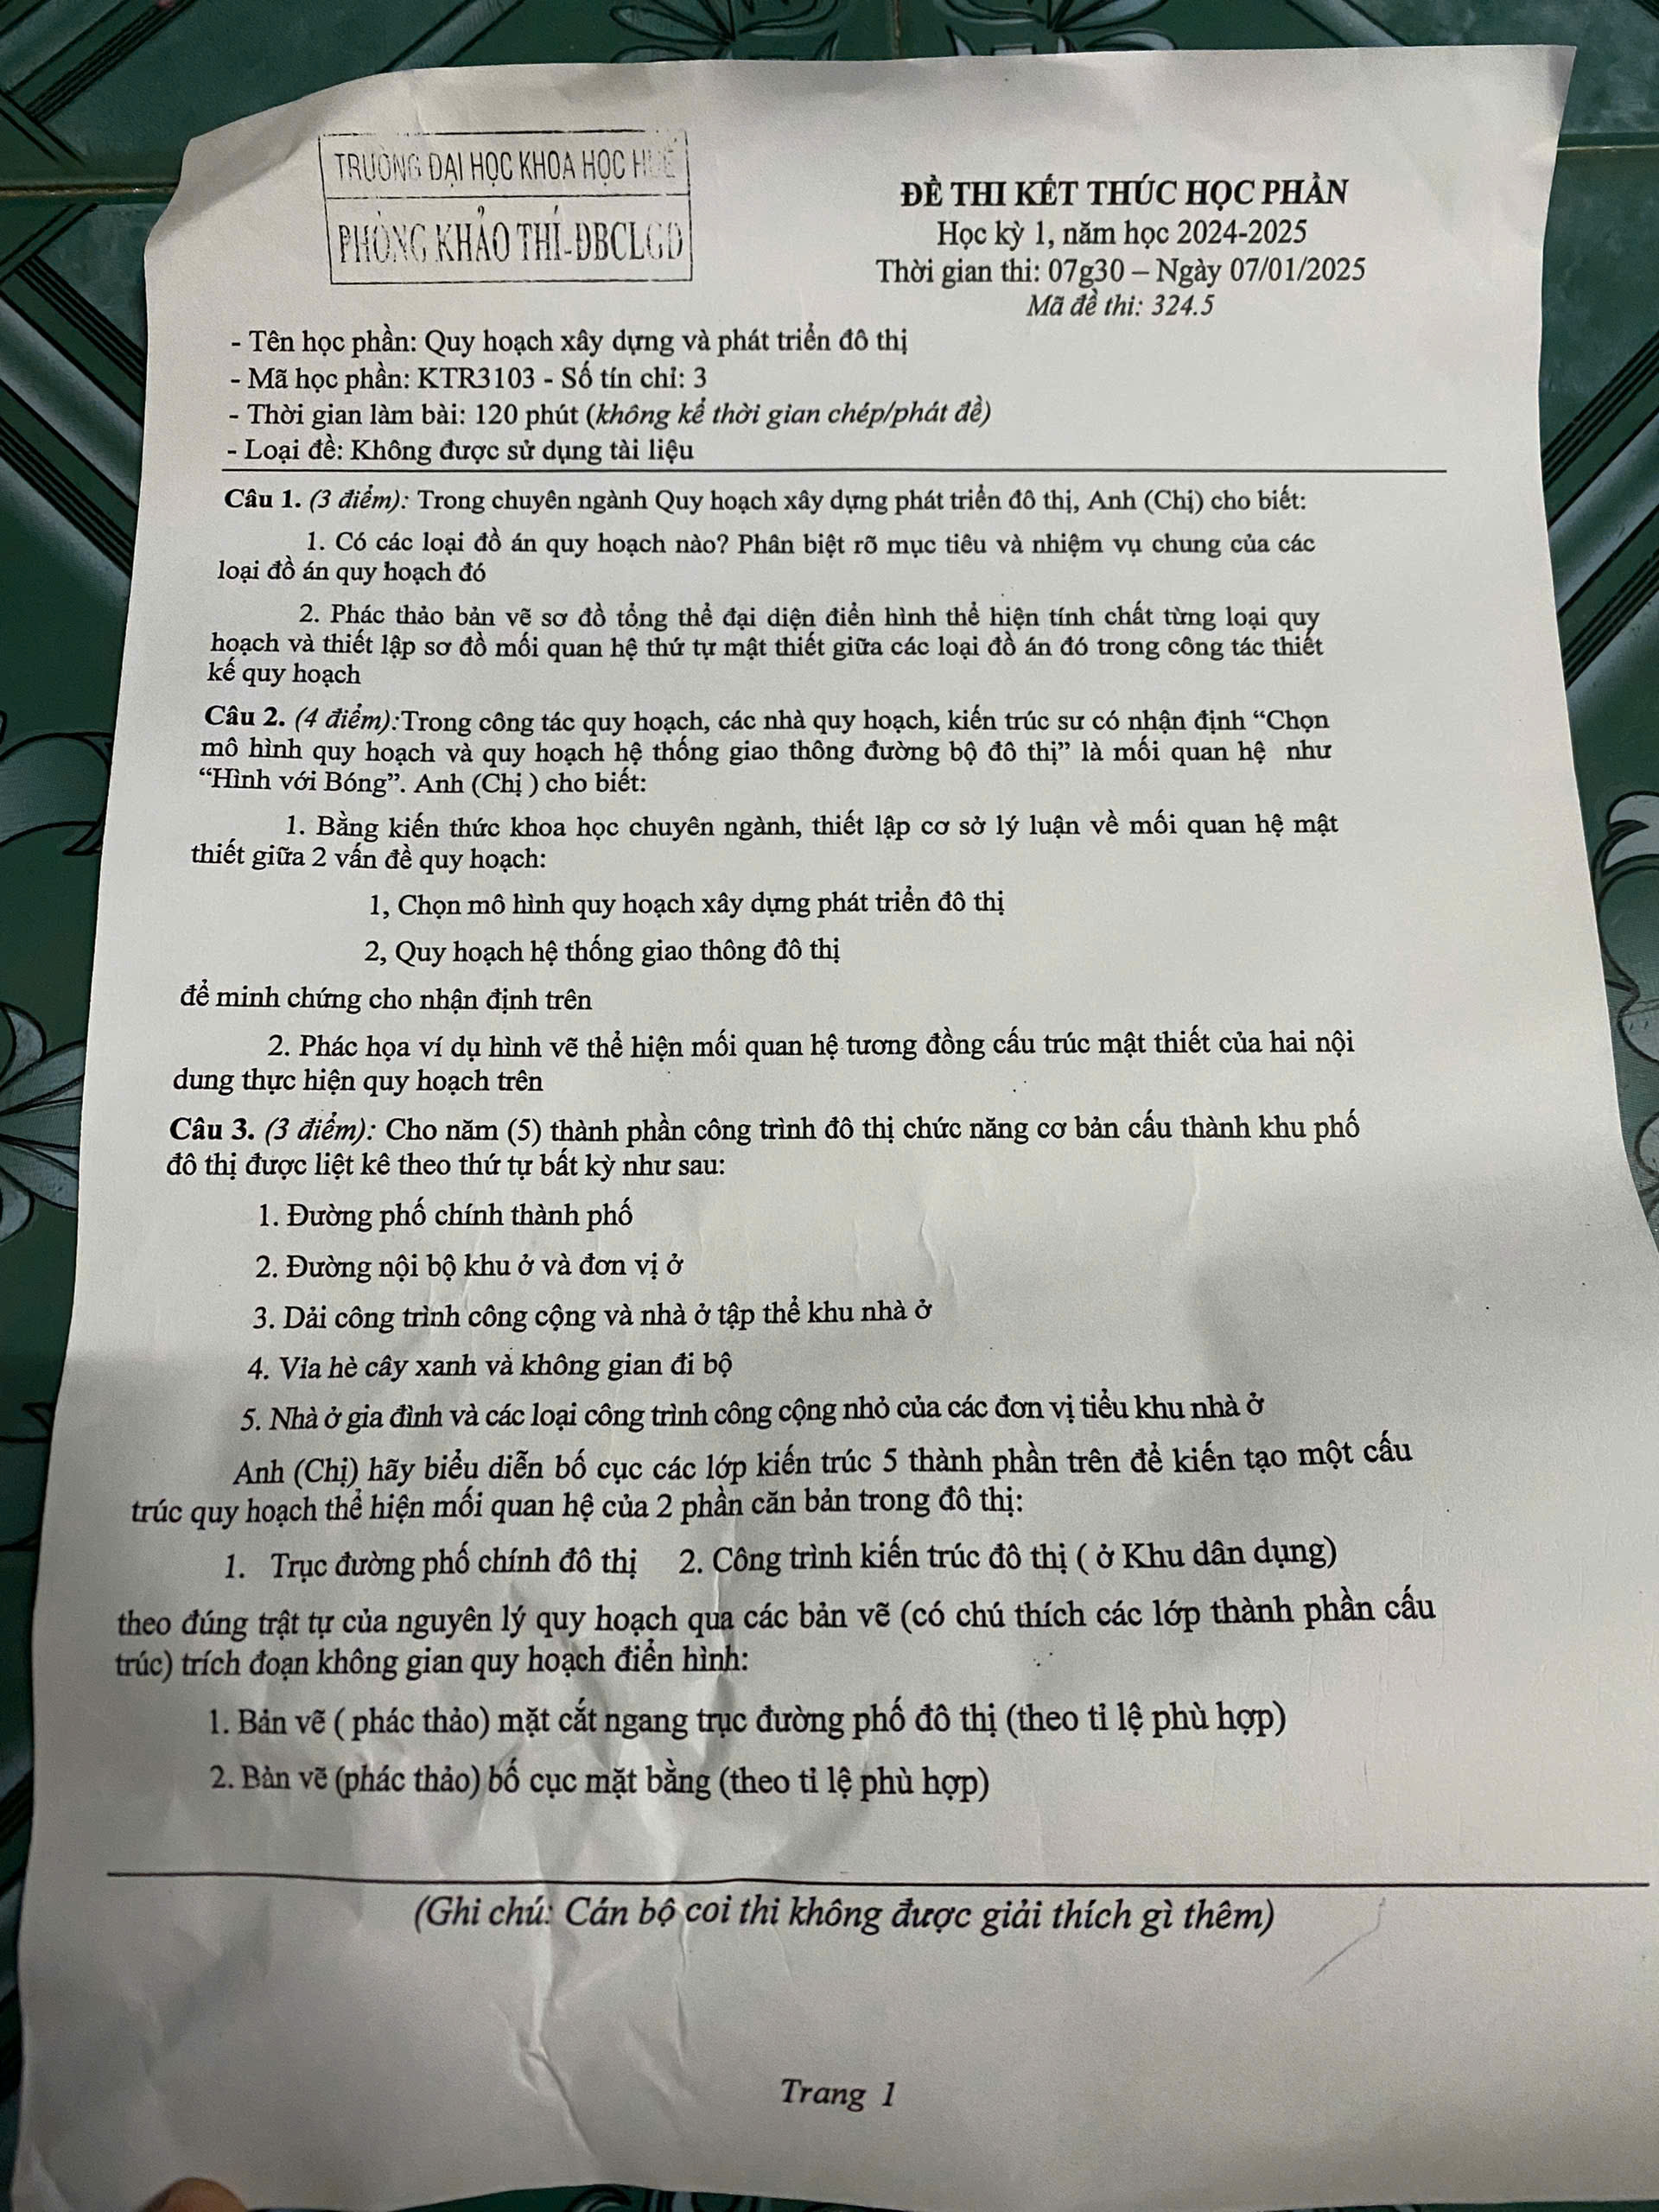 TRƯỜNG ĐẠI HỌC KHOA HỌC HUẾ
PHÒNG KHẢO THÍ-ĐBCLGD
ĐỀ THI KẾT THÚC HỌC PHẦN
Học kỳ 1, năm học 2024-2025
Thời gian thi: 07g30 – Ngày 07/01/2025
Mã đề thi: 324.5
- Tên học phần: Quy hoạch xây dựng và phát triển đô thị
- Mã học phần: KTR3103 - Số tín chỉ: 3
- Thời gian làm bài: 120 phút (không kể thời gian chép/phát đề)
- Loại đề: Không được sử dụng tài liệu
Câu 1. (3 điểm): Trong chuyên ngành Quy hoạch xây dựng phát triển đô thị, Anh (Chị) cho biết:
1. Có các loại đồ án quy hoạch nào? Phân biệt rõ mục tiêu và nhiệm vụ chung của các
loại đồ án quy hoạch đó
2. Phác thảo bản vẽ sơ đồ tổng thể đại diện điển hình thể hiện tính chất từng loại quy
hoạch và thiết lập sơ đồ mối quan hệ thứ tự mật thiết giữa các loại đồ án đó trong công tác thiết
kế quy hoạch
Câu 2. (4 điểm):Trong công tác quy hoạch, các nhà quy hoạch, kiến trúc sư có nhận định “Chọn
mô hình quy hoạch và quy hoạch hệ thống giao thông đường bộ đô thị” là mối quan hệ như
“Hình với Bóng”. Anh (Chị ) cho biết:
1. Bằng kiến thức khoa học chuyên ngành, thiết lập cơ sở lý luận về mối quan hệ mật
thiết giữa 2 vấn đề quy hoạch:
1, Chọn mô hình quy hoạch xây dựng phát triển đô thị
2, Quy hoạch hệ thống giao thông đô thị
để minh chứng cho nhận định trên
2. Phác họa ví dụ hình vẽ thể hiện mối quan hệ tương đồng cấu trúc mật thiết của hai nội
dung thực hiện quy hoạch trên
Câu 3. (3 điểm): Cho năm (5) thành phần công trình đô thị chức năng cơ bản cấu thành khu phố
đô thị được liệt kê theo thứ tự bất kỳ như sau:
1. Đường phố chính thành phố
2. Đường nội bộ khu ở và đơn vị ở
3. Dải công trình công cộng và nhà ở tập thể khu nhà ở
4. Vỉa hè cây xanh và không gian đi bộ
5. Nhà ở gia đình và các loại công trình công cộng nhỏ của các đơn vị tiểu khu nhà ở
Anh (Chị) hãy biểu diễn bố cục các lớp kiến trúc 5 thành phần trên để kiến tạo một cấu
trúc quy hoạch thể hiện mối quan hệ của 2 phần căn bản trong đô thị:
1. Trục đường phố chính đô thị 2. Công trình kiến trúc đô thị ( ở Khu dân dụng)
theo đúng trật tự của nguyên lý quy hoạch qua các bản vẽ (có chú thích các lớp thành phần cấu
trúc) trích đoạn không gian quy hoạch điển hình:
1. Bản vẽ ( phác thảo) mặt cắt ngang trục đường phố đô thị (theo tỉ lệ phù hợp)
2. Bản vẽ (phác thảo) bố cục mặt bằng (theo tỉ lệ phù hợp)
(Ghi chú: Cán bộ coi thi không được giải thích gì thêm)
Trang 1